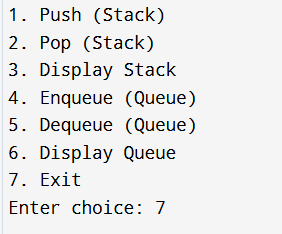 1. Push (Stack)
2. Pop (Stack)
3. Display Stack
4. Enqueue (Queue)
5. Dequeue (Queue)
6. Display Queue
7. Exit
Enter choice: 7